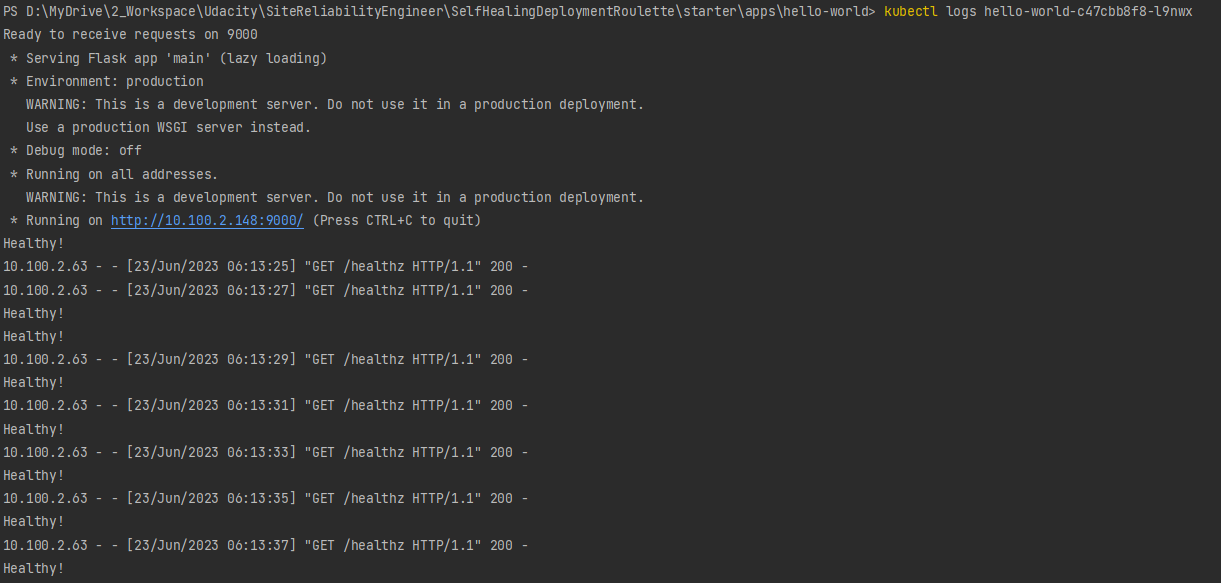 PS D:\MyDrive\2_Workspace\Udacity\SiteReliabilityEngineer\SelfHealingDeploymentRoulette\starter\apps\hello-world> kubectl logs hello-world-c47cbb8f8-l9nwx
Ready to receive requests on 9000
 * Serving Flask app 'main' (lazy loading)
 * Environment: production
   WARNING: This is a development server. Do not use it in a production deployment.
   Use a production WSGI server instead.
 * Debug mode: off
 * Running on all addresses.
   WARNING: This is a development server. Do not use it in a production deployment.
 * Running on http://10.100.2.148:9000/ (Press CTRL+C to quit)
Healthy!
10.100.2.63 - - [23/Jun/2023 06:13:25] "GET /healthz HTTP/1.1" 200 -
10.100.2.63 - - [23/Jun/2023 06:13:27] "GET /healthz HTTP/1.1" 200 -
Healthy!
Healthy!
10.100.2.63 - - [23/Jun/2023 06:13:29] "GET /healthz HTTP/1.1" 200 -
Healthy!
10.100.2.63 - - [23/Jun/2023 06:13:31] "GET /healthz HTTP/1.1" 200 -
Healthy!
10.100.2.63 - - [23/Jun/2023 06:13:33] "GET /healthz HTTP/1.1" 200 -
Healthy!
10.100.2.63 - - [23/Jun/2023 06:13:35] "GET /healthz HTTP/1.1" 200 -
Healthy!
10.100.2.63 - - [23/Jun/2023 06:13:37] "GET /healthz HTTP/1.1" 200 -
Healthy!